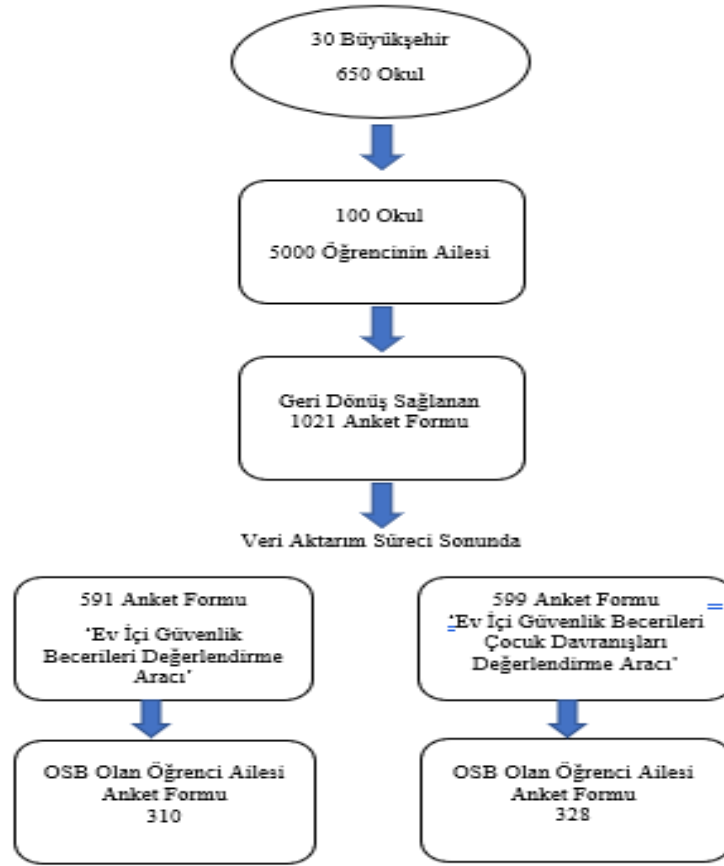 30 Büyükşehir
650 Okul
100 Okul
5000 Öğrencinin Ailesi
Geri Dönüş Sağlanan
1021 Anket Formu
Veri Aktarım Süreci Sonunda
591 Anket Formu
"Ev İçi Güvenlik
Becerileri Değerlendirme
Aracı"
599 Anket Formu
"Ev İçi Güvenlik Becerileri
Çocuk Davranışları
Değerlendirme Aracı"
OSB Olan Öğrenci Ailesi
Anket Formu
310
OSB Olan Öğrenci Ailesi
Anket Formu
328